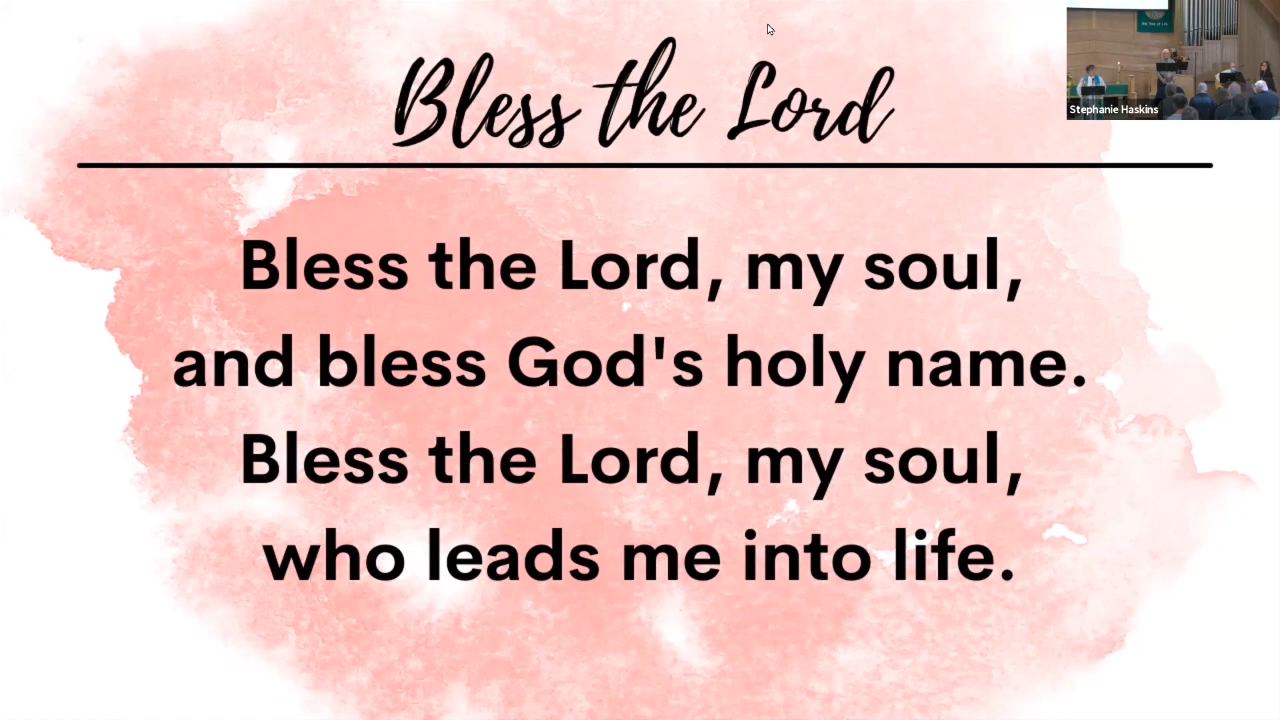 Bless the Lord
Bless the Lord, my soul,
and bless God's holy name.
Bless the Lord, my soul,
who leads me into life.
Stephanie Haskins